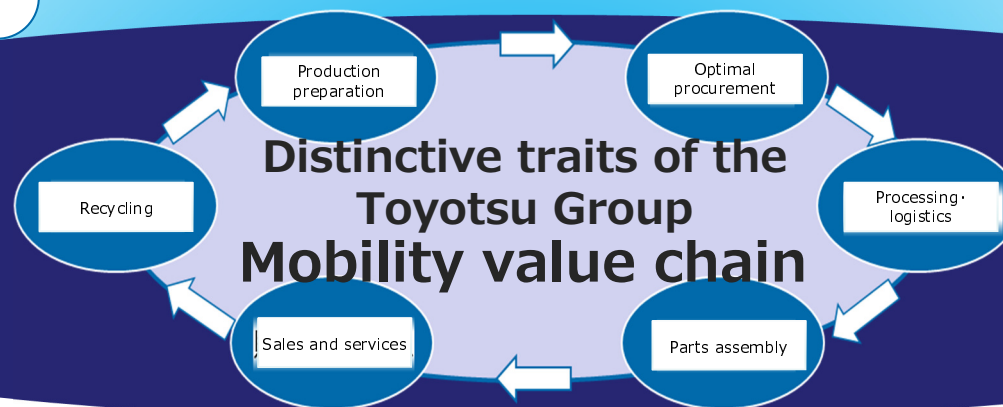 Production
preparation
Optimal
procurement
Distinctive traits of the
Toyotsu Group
Mobility value chain
Recycling
Processing・
logistics
Sales and services
Parts assembly